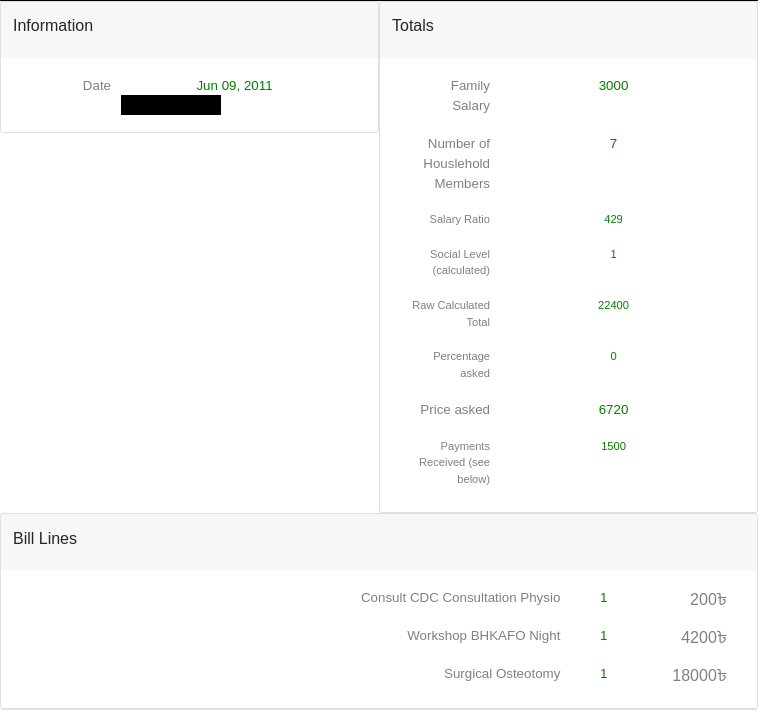 Information
Date Jun 09, 2011
Totals
Family
Salary
3000
Number of
Houslehold
Members
7
Salary Ratio 429
Social Level
(calculated)
1
Raw Calculated
Total
22400
Percentage
asked
0
Price asked 6720
Payments
Received (see
below)
1500
Bill Lines
Consult CDC Consultation Physio 1 200৳
Workshop BHKAFO Night 1 4200৳
Surgical Osteotomy 1 18000৳